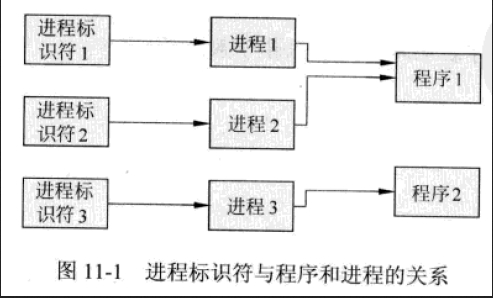 进程标
识符1
进程1
程序1
进程标
识符2
进程2
进程标
识符3
进程3
程序2
图 11-1 进程标识符与程序和进程的关系